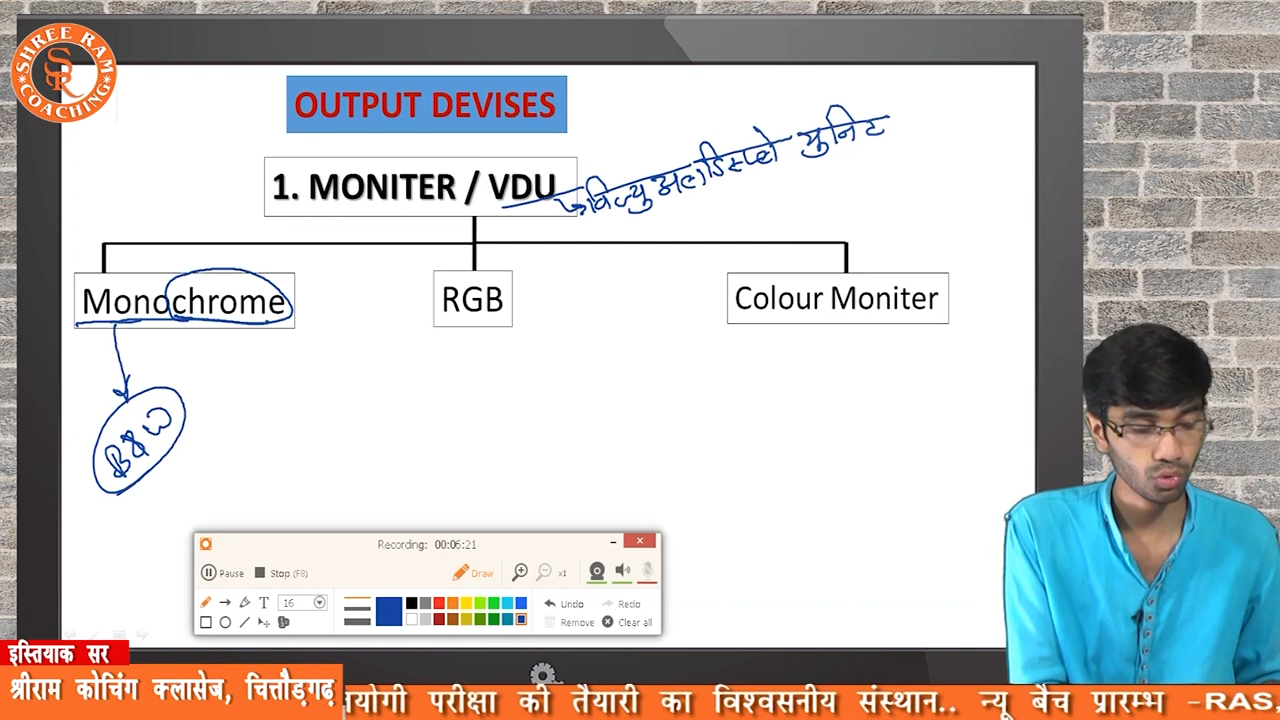 SHREE RAM
SR
COACHING
OUTPUT DEVISES
1. MONITER / VDU
विज्युअल डिस्प्ले युनिट
Monochrome
RGB
Colour Moniter
B&W
Recording: 00:06:21
Pause
Stop (F8)
Draw
x1
T
16
Undo
Redo
Remove
Clear all
इस्तियाक सर
श्रीराम कोचिंग क्लासेज, चित्तौड़गढ़
योगी परीक्षा की तैयारी का विश्वसनीय संस्थान.. न्यू बैच प्रारम्भ -RAS,